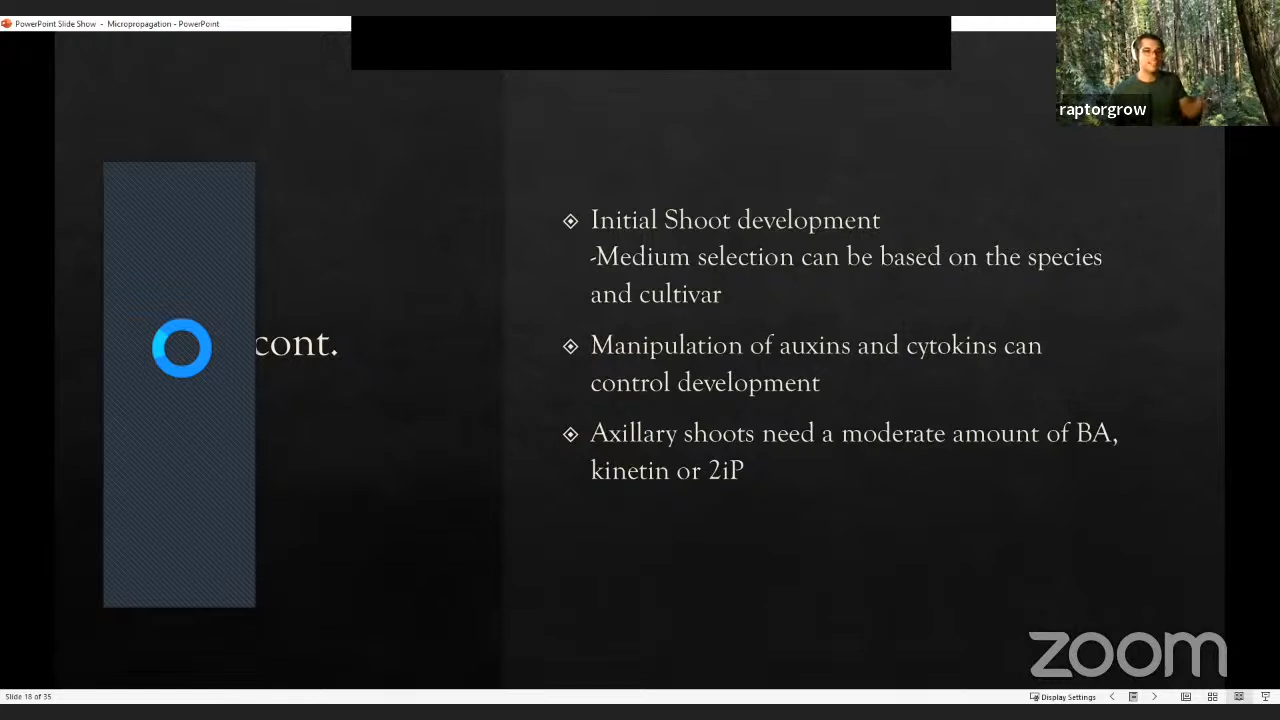 PowerPoint Slide Show - Micropropagation - PowerPoint
raptorgrow
cont.
Initial Shoot development
-Medium selection can be based on the species
and cultivar
Manipulation of auxins and cytokins can
control development
Axillary shoots need a moderate amount of BA,
kinetin or 2iP
zoom
Slide 18 of 35
Display Settings